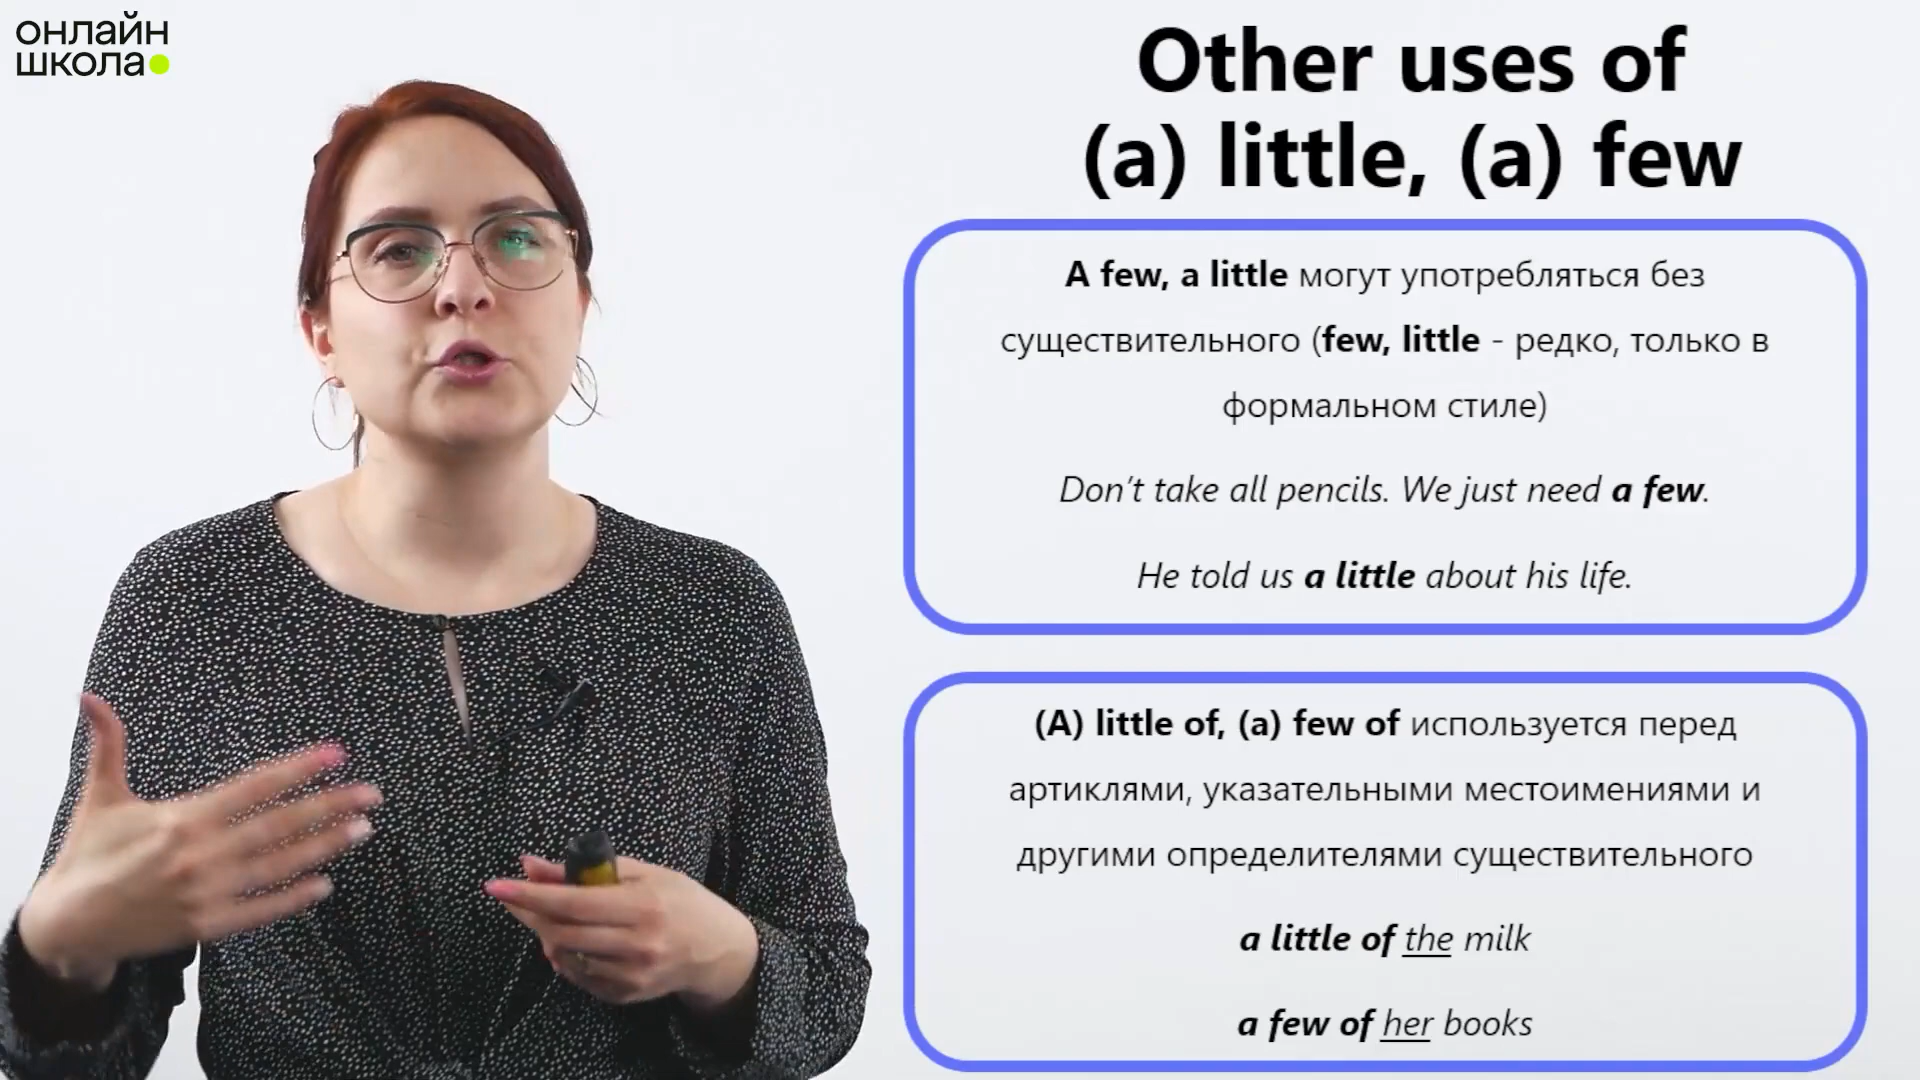 онлайн
школа
Other uses of
(a) little, (a) few
A few, a little могут употребляться без
существительного (few, little - редко, только в
формальном стиле)
Don’t take all pencils. We just need a few.
He told us a little about his life.
(A) little of, (a) few of используется перед
артиклями, указательными местоимениями и
другими определителями существительного
a little of the milk
a few of her books